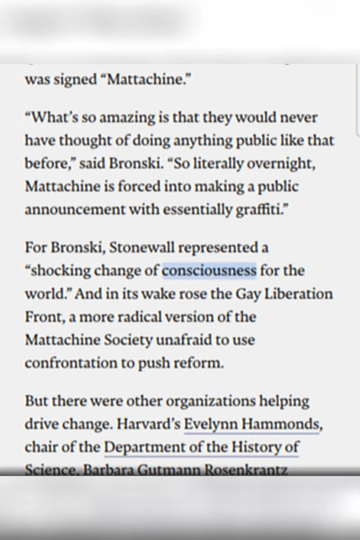 was signed “Mattachine.”
“What’s so amazing is that they would never
have thought of doing anything public like that
before,” said Bronski. “So literally overnight,
Mattachine is forced into making a public
announcement with essentially graffiti.”
For Bronski, Stonewall represented a
“shocking change of consciousness for the
world.” And in its wake rose the Gay Liberation
Front, a more radical version of the
Mattachine Society unafraid to use
confrontation to push reform.
But there were other organizations helping
drive change. Harvard’s Evelynn Hammonds,
chair of the Department of the History of
Science, Barbara Gutmann Rosenkrantz